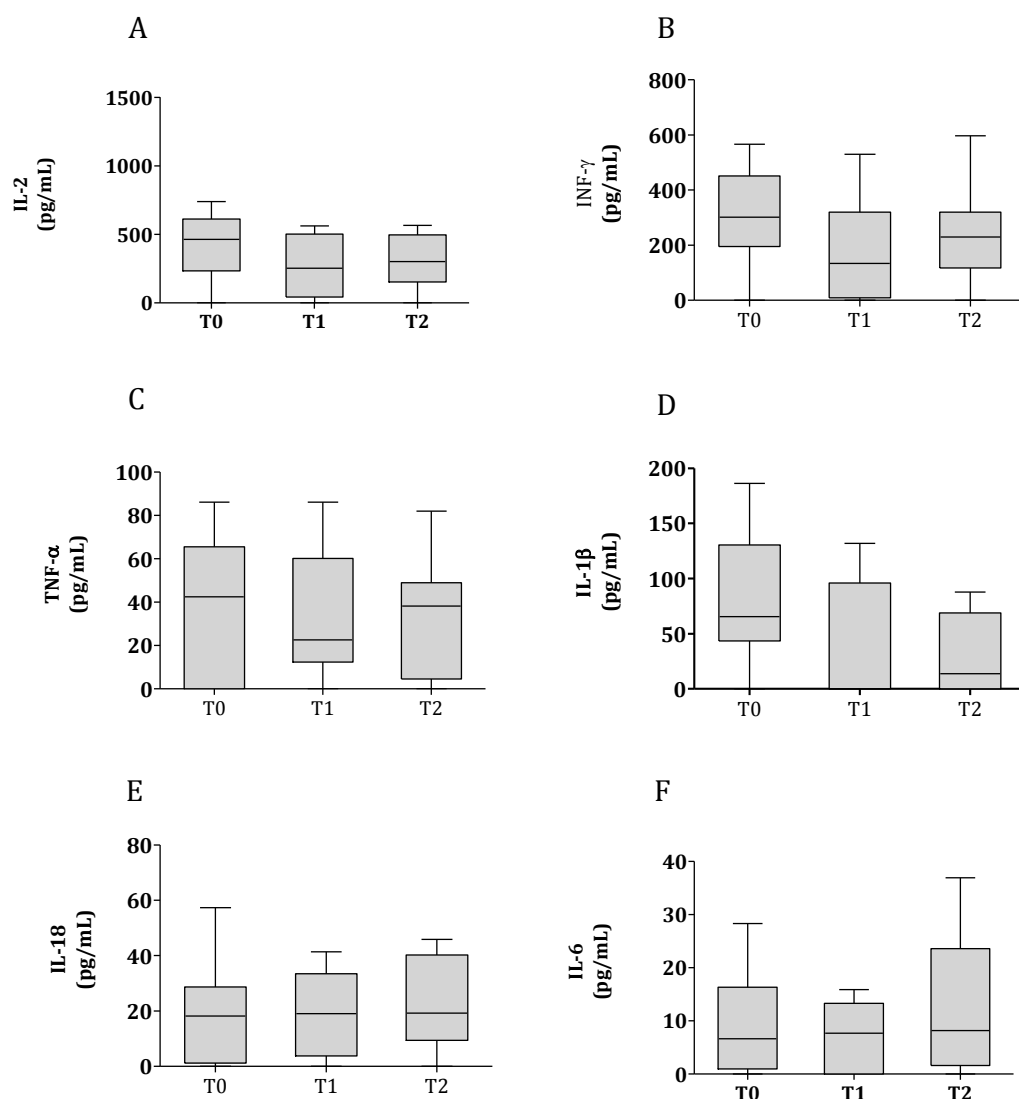 A
IL-2
(pg/mL)
1500
1000
500
0
T0 T1 T2
B
INF-γ
(pg/mL)
800
600
400
200
0
T0 T1 T2
C
TNF-α
(pg/mL)
100
80
60
40
20
0
T0 T1 T2
D
IL-1β
(pg/mL)
200
150
100
50
0
T0 T1 T2
E
IL-18
(pg/mL)
80
60
40
20
0
T0 T1 T2
F
IL-6
(pg/mL)
40
30
20
10
0
T0 T1 T2